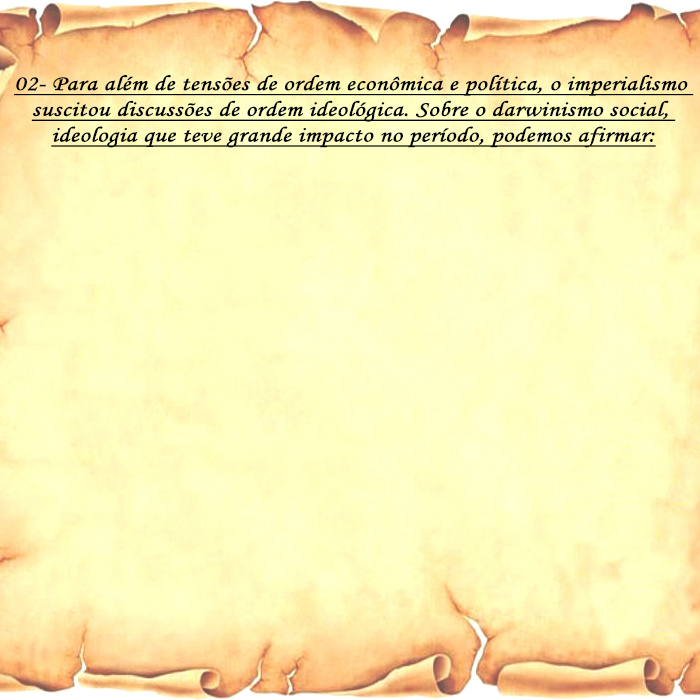 02- Para além de tensões de ordem econômica e política, o imperialismo
suscitou discussões de ordem ideológica. Sobre o darwinismo social,
ideologia que teve grande impacto no período, podemos afirmar: